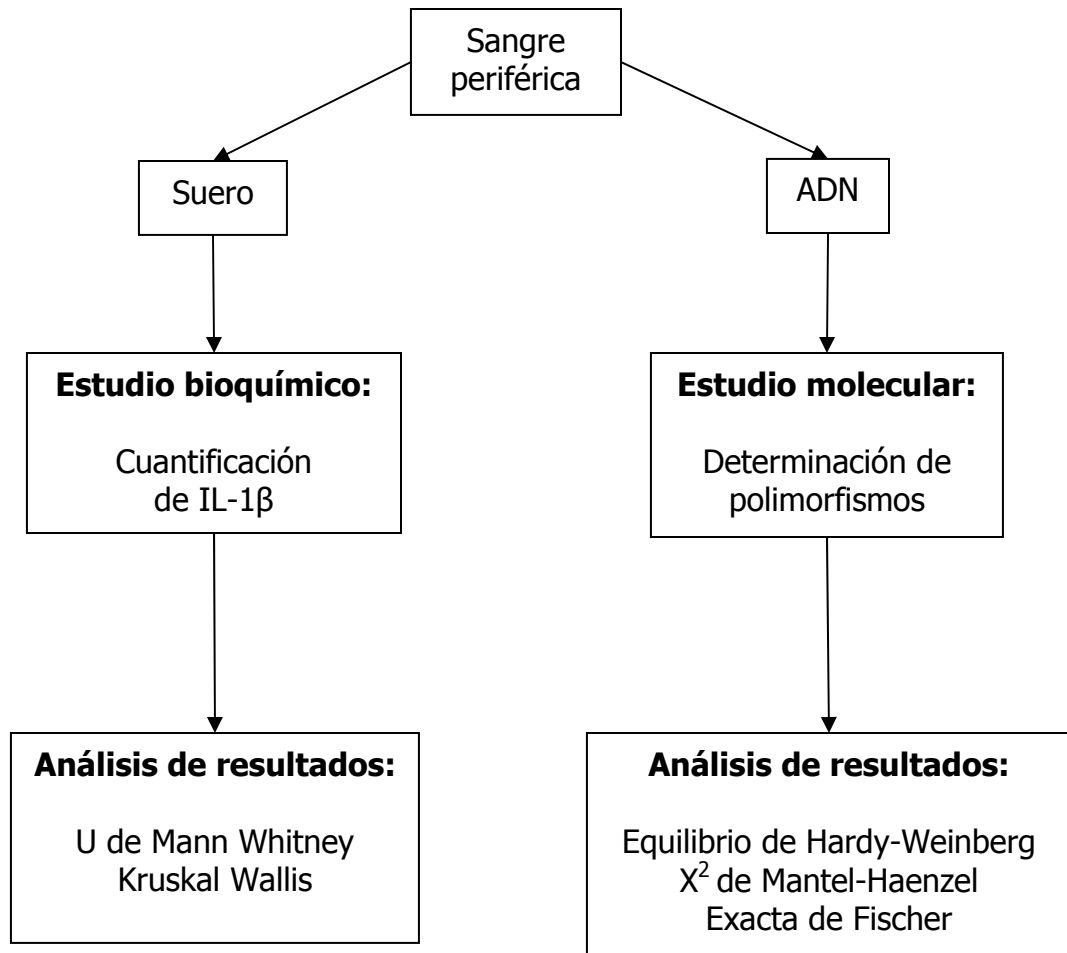 Sangre
periférica
Suero
ADN
Estudio bioquímico:
Cuantificación
de IL-1β
Estudio molecular:
Determinación de
polimorfismos
Análisis de resultados:
U de Mann Whitney
Kruskal Wallis
Análisis de resultados:
Equilibrio de Hardy-Weinberg
X² de Mantel-Haenzel
Exacta de Fischer